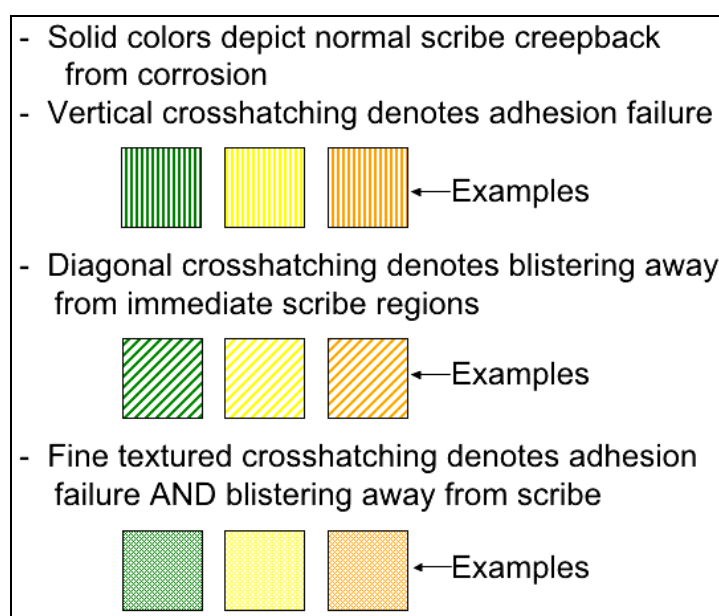 - Solid colors depict normal scribe creepback
from corrosion
- Vertical crosshatching denotes adhesion failure
Examples
- Diagonal crosshatching denotes blistering away
from immediate scribe regions
Examples
- Fine textured crosshatching denotes adhesion
failure AND blistering away from scribe
Examples